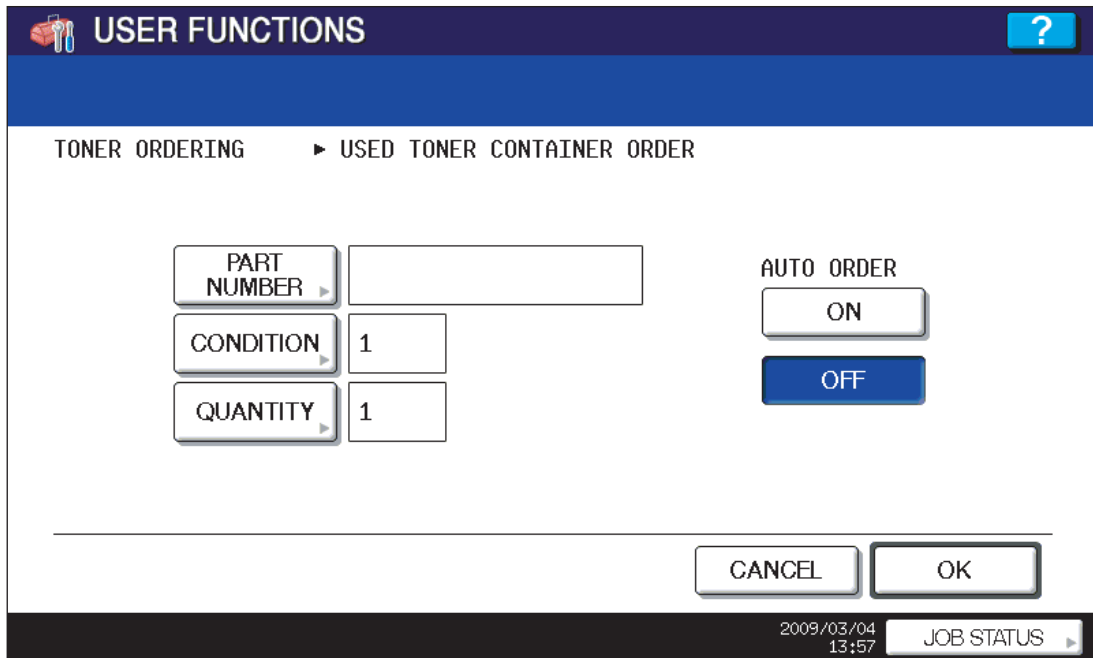 USER FUNCTIONS
?
TONER ORDERING ▶ USED TONER CONTAINER ORDER
PART
NUMBER
AUTO ORDER
ON
CONDITION 1
OFF
QUANTITY 1
CANCEL OK
2009/03/04
13:57
JOB STATUS